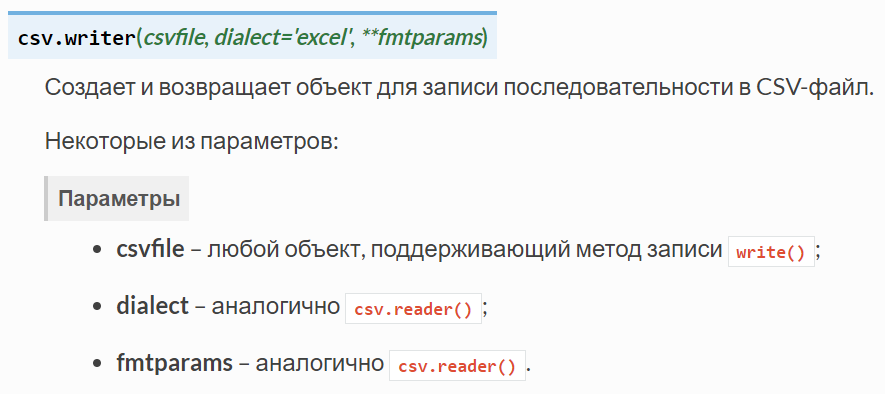 csv.writer(csvfile, dialect='excel', **fmtparams)
Создает и возвращает объект для записи последовательности в CSV-файл.
Некоторые из параметров:
Параметры
• csvfile – любой объект, поддерживающий метод записи write();
• dialect – аналогично csv.reader();
• fmtparams – аналогично csv.reader().